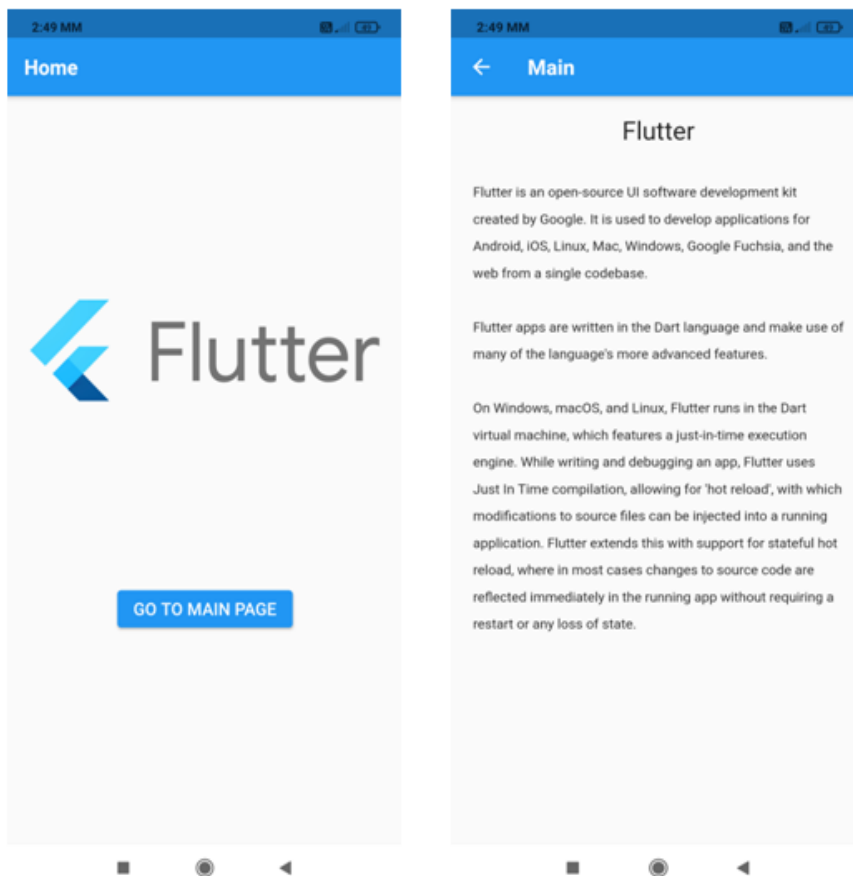 2:49 MM
Home
Flutter
GO TO MAIN PAGE
2:49 MM
Main
Flutter
Flutter is an open-source UI software development kit
created by Google. It is used to develop applications for
Android, iOS, Linux, Mac, Windows, Google Fuchsia, and the
web from a single codebase.
Flutter apps are written in the Dart language and make use of
many of the language's more advanced features.
On Windows, macOS, and Linux, Flutter runs in the Dart
virtual machine, which features a just-in-time execution
engine. While writing and debugging an app, Flutter uses
Just In Time compilation, allowing for 'hot reload', with which
modifications to source files can be injected into a running
application. Flutter extends this with support for stateful hot
reload, where in most cases changes to source code are
reflected immediately in the running app without requiring a
restart or any loss of state.